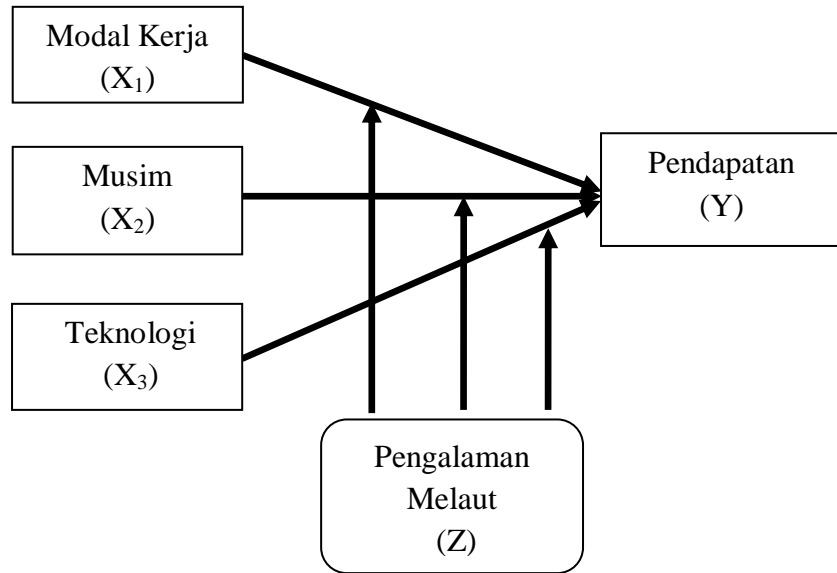 Modal Kerja
(X₁)
Musim
(X₂)
Teknologi
(X₃)
Pendapatan
(Y)
Pengalaman
Melaut
(Z)